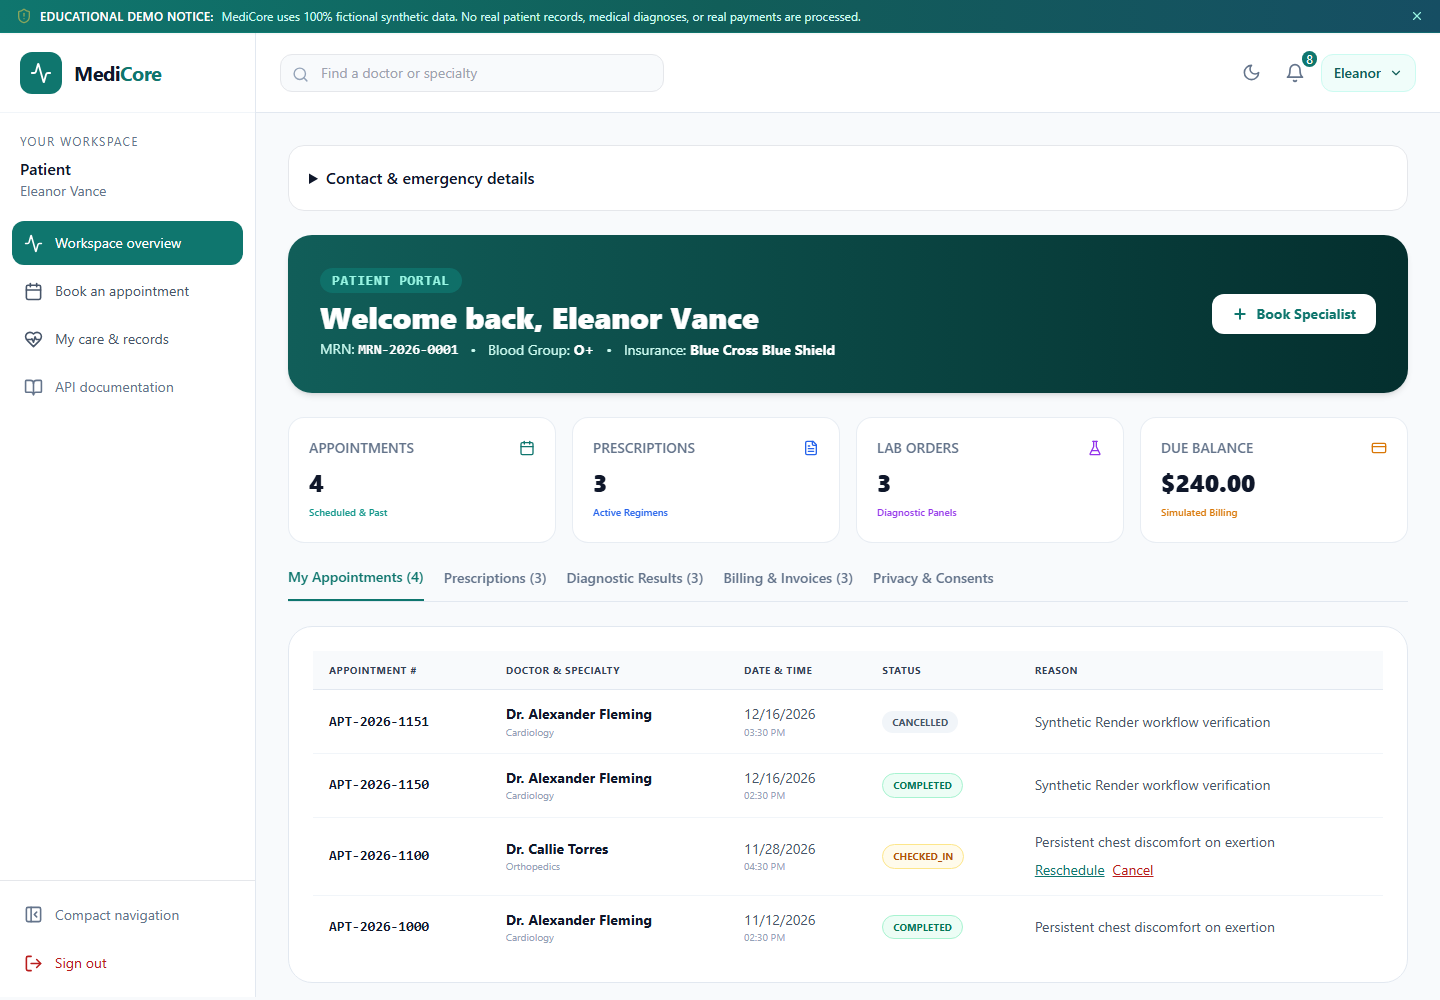 EDUCATIONAL DEMO NOTICE: MediCore uses 100% fictional synthetic data. No real patient records, medical diagnoses, or real payments are processed.
MediCore
Find a doctor or specialty
8
Eleanor
YOUR WORKSPACE
Patient
Eleanor Vance
Workspace overview
Book an appointment
My care & records
API documentation
Compact navigation
Sign out
Contact & emergency details
PATIENT PORTAL
Welcome back, Eleanor Vance
MRN: MRN-2026-0001 • Blood Group: O+ • Insurance: Blue Cross Blue Shield
Book Specialist
APPOINTMENTS
4
Scheduled & Past
PRESCRIPTIONS
3
Active Regimens
LAB ORDERS
3
Diagnostic Panels
DUE BALANCE
$240.00
Simulated Billing
My Appointments (4) Prescriptions (3) Diagnostic Results (3) Billing & Invoices (3) Privacy & Consents
APPOINTMENT # DOCTOR & SPECIALTY DATE & TIME STATUS REASON
APT-2026-1151 Dr. Alexander Fleming 12/16/2026 CANCELLED Synthetic Render workflow verification
Cardiology 03:30 PM
APT-2026-1150 Dr. Alexander Fleming 12/16/2026 COMPLETED Synthetic Render workflow verification
Cardiology 02:30 PM
APT-2026-1100 Dr. Callie Torres 11/28/2026 CHECKED_IN Persistent chest discomfort on exertion
Orthopedics 04:30 PM Reschedule Cancel
APT-2026-1000 Dr. Alexander Fleming 11/12/2026 COMPLETED Persistent chest discomfort on exertion
Cardiology 02:30 PM